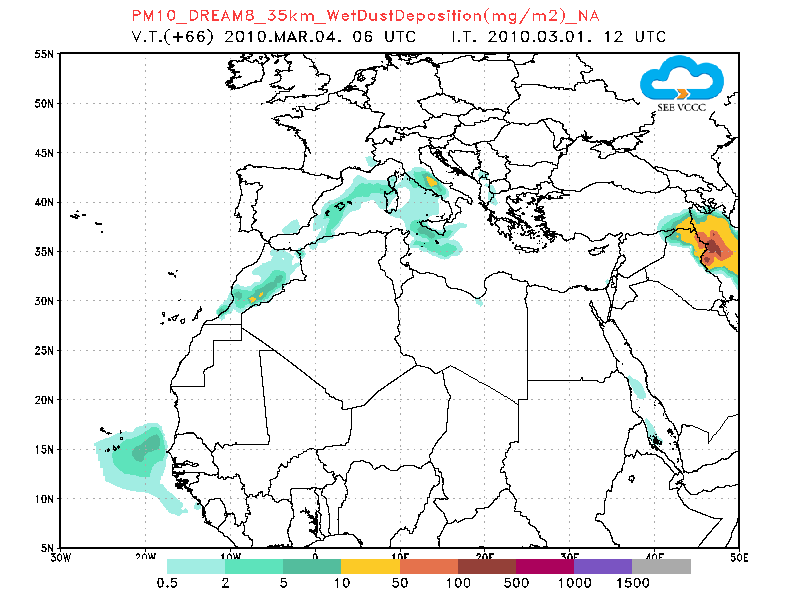 PM10_DREAM8_35km_WetDustDeposition(mg/m2)_NA
V.T.(+66) 2010.MAR.04. 06 UTC I.T. 2010.03.01. 12 UTC
SEE VCCC
55N
50N
45N
40N
35N
30N
25N
20N
15N
10N
5N
30W 20W 10W 0 10E 20E 30E 40E 50E
0.5 2 5 10 50 100 500 1000 1500